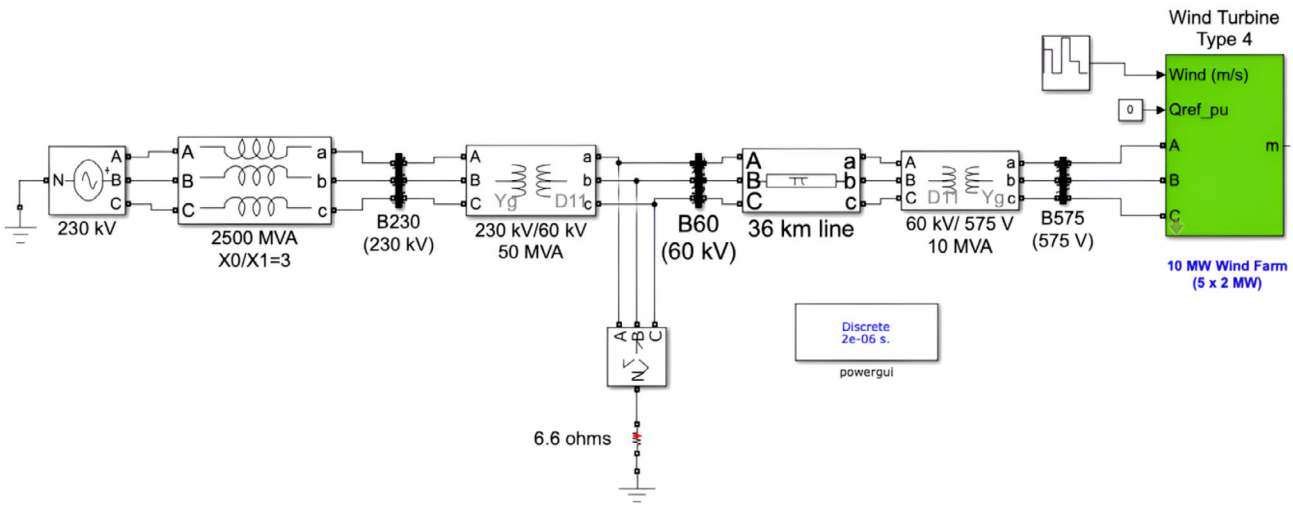 Wind Turbine
Type 4
Wind (m/s)
0
Qref_pu
A
B
C
m
10 MW Wind Farm
(5 x 2 MW)
N
A
B
C
230 kV
A
B
C
a
b
c
2500 MVA
X0/X1=3
B230
(230 kV)
A
B
C
Yg
D11
a
b
c
230 kV/60 kV
50 MVA
B60
(60 kV)
A
B
C
π
a
b
c
36 km line
A
B
C
D11
Yg
a
b
c
60 kV/ 575 V
10 MVA
B575
(575 V)
A
B
C
N
6.6 ohms
Discrete
2e-06 s.
powergui